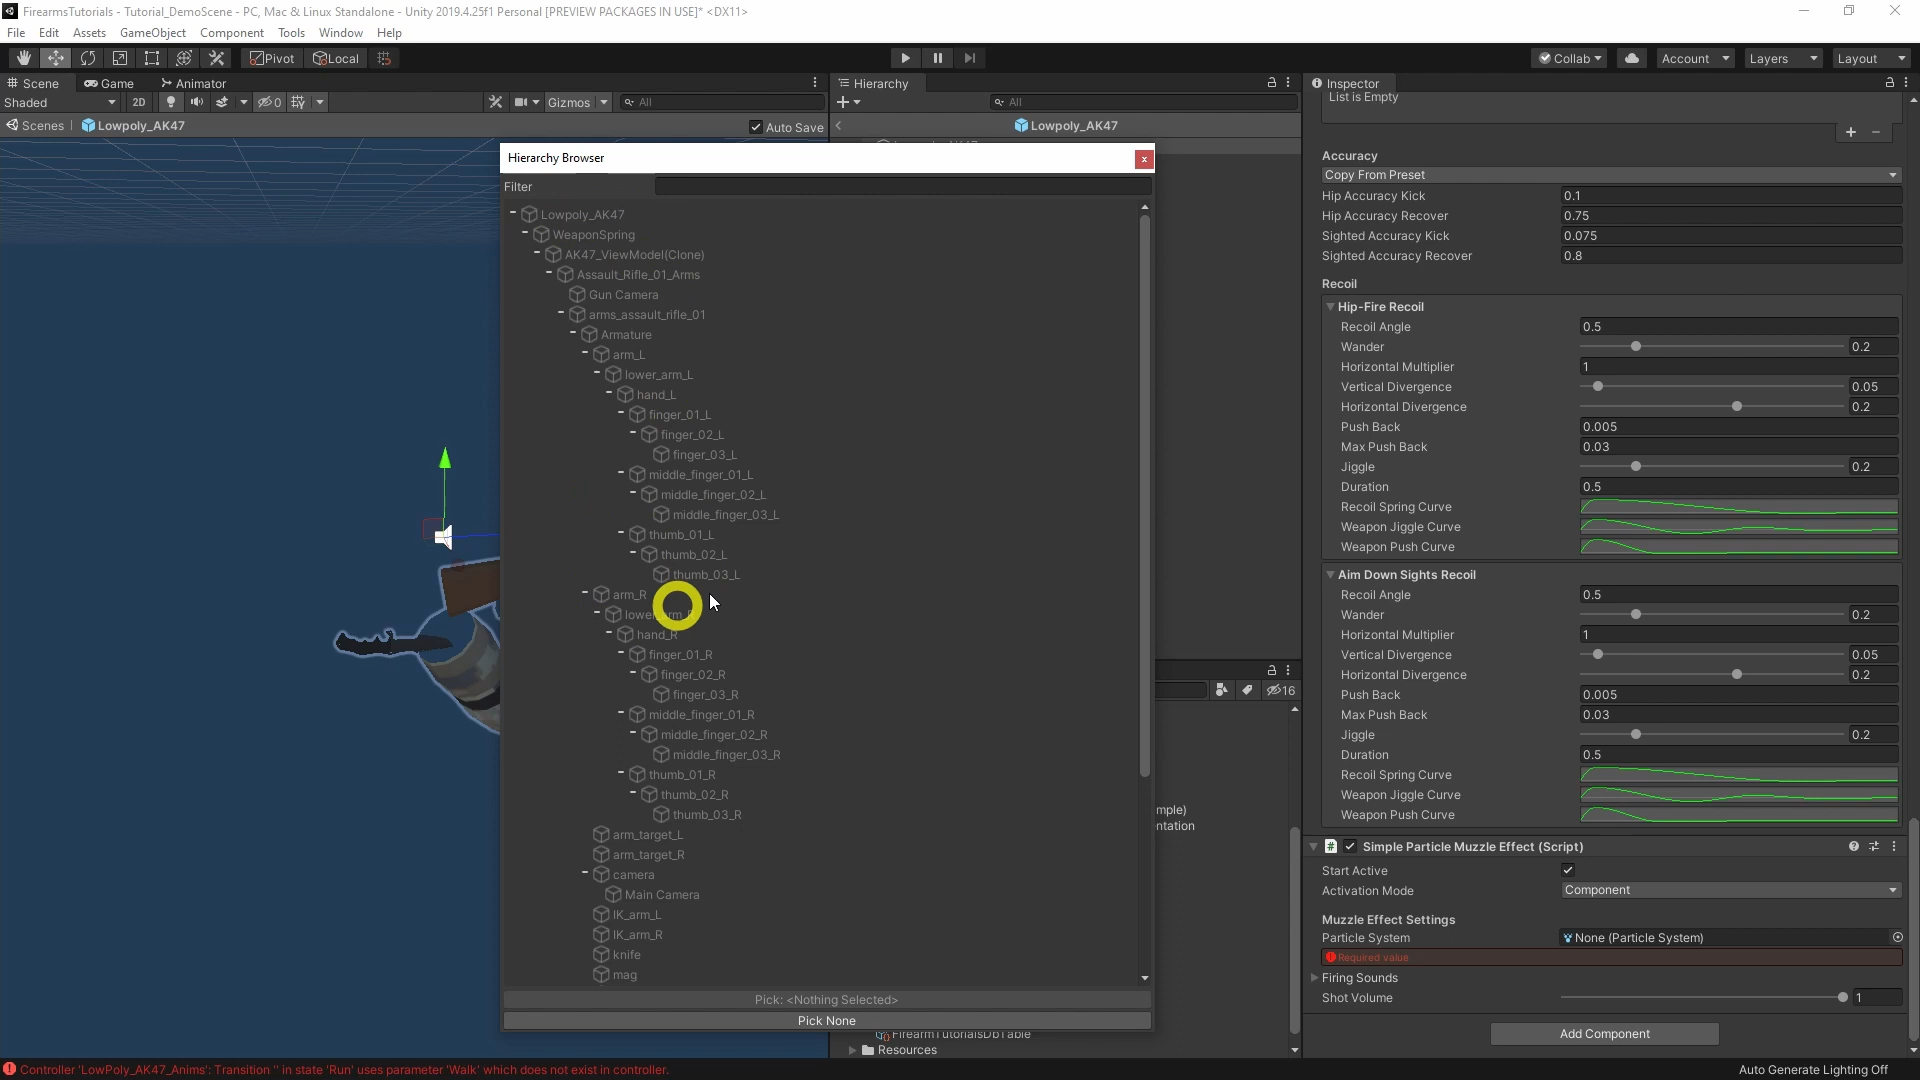 FirearmsTutorials - Tutorial_DemoScene - PC, Mac & Linux Standalone - Unity 2019.4.25f1 Personal [PREVIEW PACKAGES IN USE]* <DX11>
File Edit Assets GameObject Component Tools Window Help
Pivot Local Collab Account Layers Layout
Scene Game Animator
Shaded 2D 0 Gizmos All
Scenes Lowpoly_AK47 Auto Save
Hierarchy
All
Lowpoly_AK47
Hierarchy Browser
Filter
Lowpoly_AK47
WeaponSpring
AK47_ViewModel(Clone)
Assault_Rifle_01_Arms
Gun Camera
arms_assault_rifle_01
Armature
arm_L
lower_arm_L
hand_L
finger_01_L
finger_02_L
finger_03_L
middle_finger_01_L
middle_finger_02_L
middle_finger_03_L
thumb_01_L
thumb_02_L
thumb_03_L
arm_R
lower_arm_R
hand_R
finger_01_R
finger_02_R
finger_03_R
middle_finger_01_R
middle_finger_02_R
middle_finger_03_R
thumb_01_R
thumb_02_R
thumb_03_R
arm_target_L
arm_target_R
camera
Main Camera
IK_arm_L
IK_arm_R
knife
mag
Pick: <Nothing Selected>
Pick None
16
mple)
ntation
FirearmTutorialsDbTable
Resources
Inspector
List is Empty
Accuracy
Copy From Preset
Hip Accuracy Kick 0.1
Hip Accuracy Recover 0.75
Sighted Accuracy Kick 0.075
Sighted Accuracy Recover 0.8
Recoil
Hip-Fire Recoil
Recoil Angle 0.5
Wander 0.2
Horizontal Multiplier 1
Vertical Divergence 0.05
Horizontal Divergence 0.2
Push Back 0.005
Max Push Back 0.03
Jiggle 0.2
Duration 0.5
Recoil Spring Curve
Weapon Jiggle Curve
Weapon Push Curve
Aim Down Sights Recoil
Recoil Angle 0.5
Wander 0.2
Horizontal Multiplier 1
Vertical Divergence 0.05
Horizontal Divergence 0.2
Push Back 0.005
Max Push Back 0.03
Jiggle 0.2
Duration 0.5
Recoil Spring Curve
Weapon Jiggle Curve
Weapon Push Curve
Simple Particle Muzzle Effect (Script)
Start Active
Activation Mode Component
Muzzle Effect Settings
Particle System None (Particle System)
Required value
Firing Sounds
Shot Volume 1
Add Component
Controller 'LowPoly_AK47_Anims': Transition '' in state 'Run' uses parameter 'Walk' which does not exist in controller.
Auto Generate Lighting Off